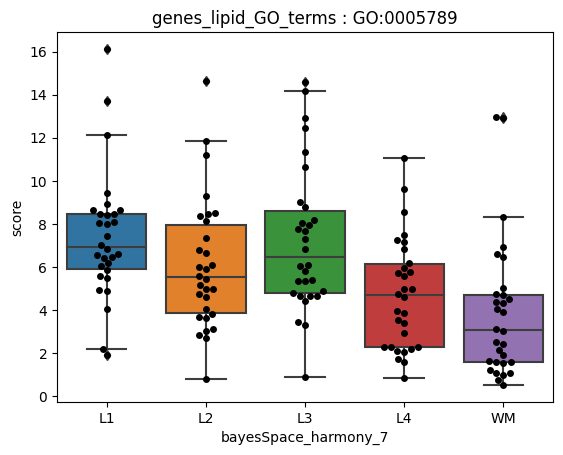 genes_lipid_GO_terms : GO:0005789
score
16
14
12
10
8
6
4
2
0
L1 L2 L3 L4 WM
bayesSpace_harmony_7